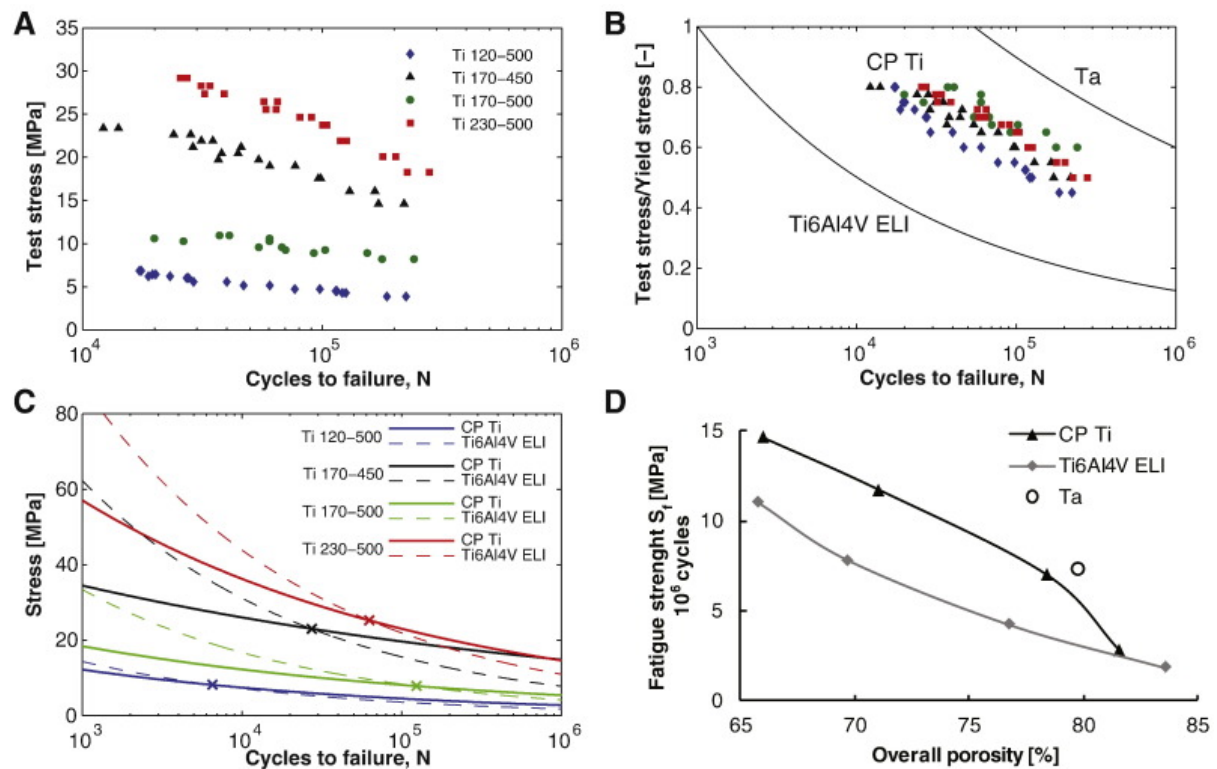 A
Test stress [MPa]
35
30
25
20
15
10
5
0
Ti 120-500
Ti 170-450
Ti 170-500
Ti 230-500
10^4
10^5
10^6
Cycles to failure, N
B
Test stress/Yield stress [-]
1
0.8
0.6
0.4
0.2
0
CP Ti
Ta
Ti6Al4V ELI
10^3
10^4
10^5
10^6
Cycles to failure, N
C
Stress [MPa]
80
60
40
20
0
Ti 120-500
CP Ti
Ti6Al4V ELI
Ti 170-450
CP Ti
Ti6Al4V ELI
Ti 170-500
CP Ti
Ti6Al4V ELI
Ti 230-500
CP Ti
Ti6Al4V ELI
10^3
10^4
10^5
10^6
Cycles to failure, N
D
Fatigue strenght S_f [MPa]
10^6 cycles
15
10
5
0
CP Ti
Ti6Al4V ELI
Ta
65
70
75
80
85
Overall porosity [%]